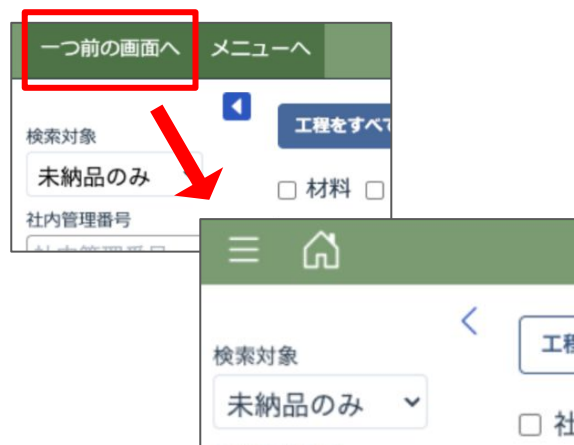 一つ前の画面へ メニューへ
検索対象
工程をすべて
未納品のみ
材料
社内管理番号
検索対象
工程
未納品のみ
社